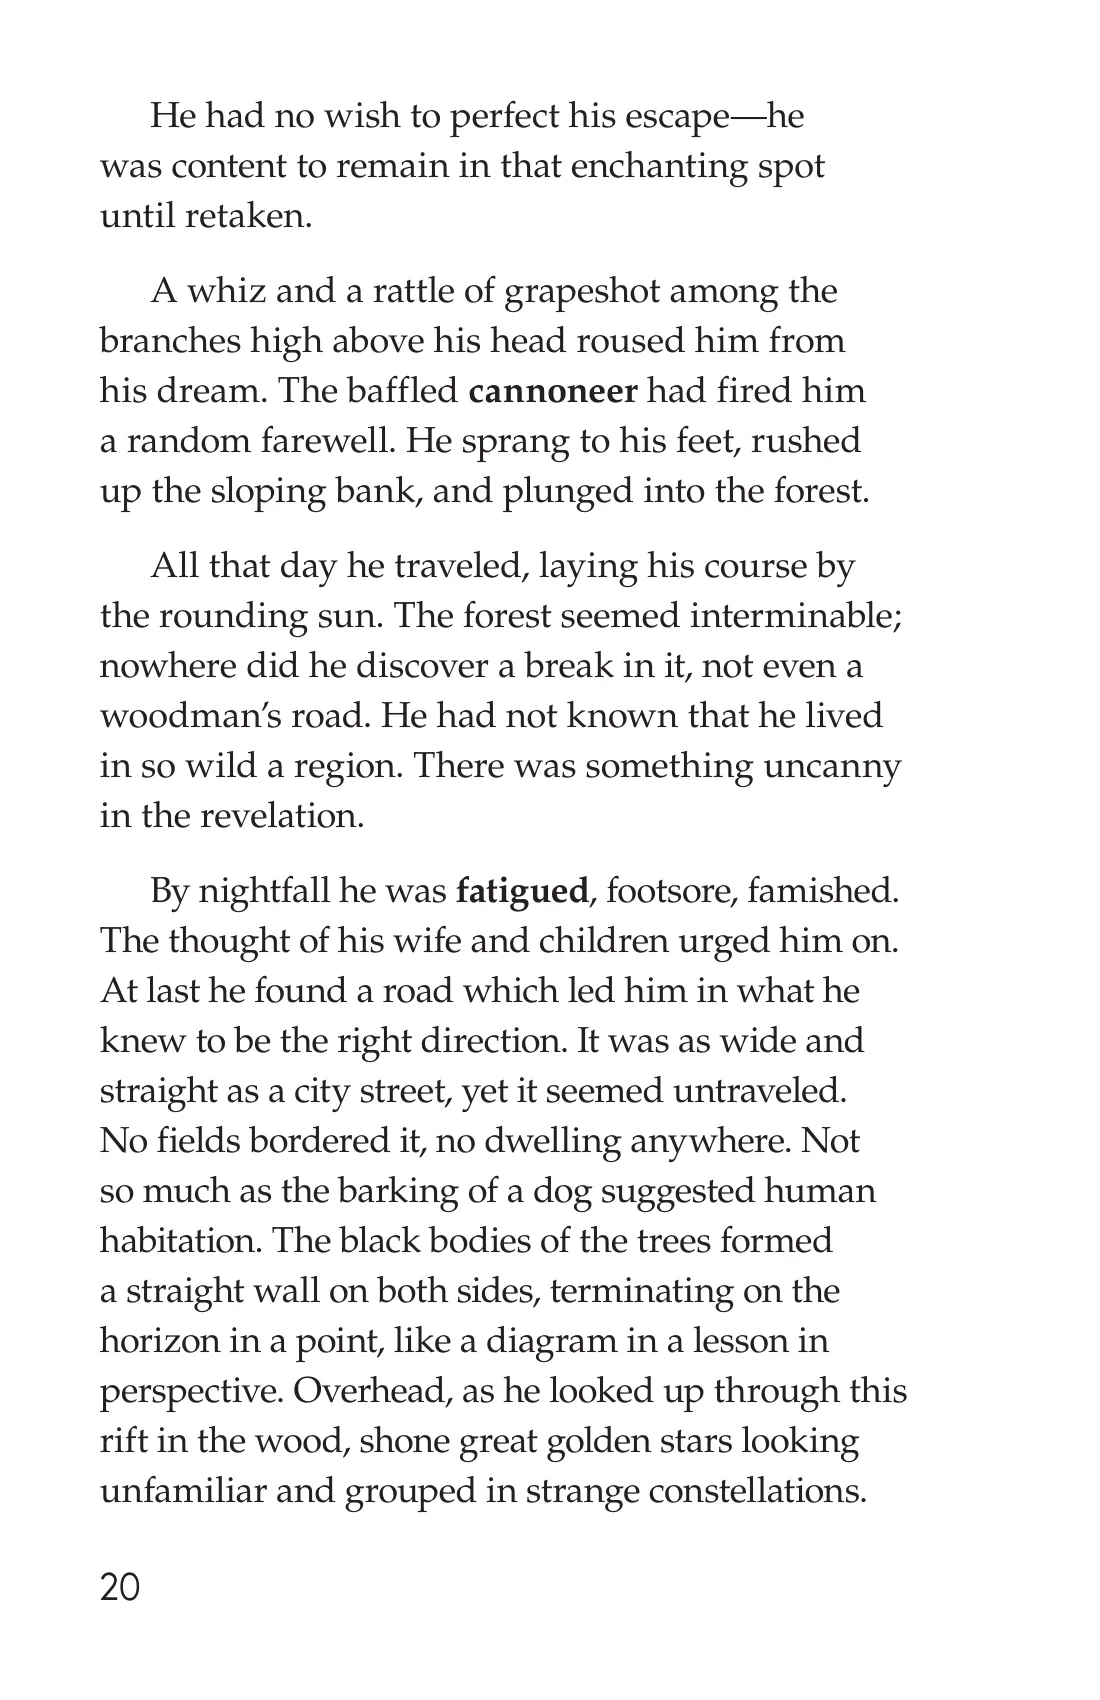 He had no wish to perfect his escape—he
was content to remain in that enchanting spot
until retaken.
A whiz and a rattle of grapeshot among the
branches high above his head roused him from
his dream. The baffled cannoneer had fired him
a random farewell. He sprang to his feet, rushed
up the sloping bank, and plunged into the forest.
All that day he traveled, laying his course by
the rounding sun. The forest seemed interminable;
nowhere did he discover a break in it, not even a
woodman’s road. He had not known that he lived
in so wild a region. There was something uncanny
in the revelation.
By nightfall he was fatigued, footsore, famished.
The thought of his wife and children urged him on.
At last he found a road which led him in what he
knew to be the right direction. It was as wide and
straight as a city street, yet it seemed untraveled.
No fields bordered it, no dwelling anywhere. Not
so much as the barking of a dog suggested human
habitation. The black bodies of the trees formed
a straight wall on both sides, terminating on the
horizon in a point, like a diagram in a lesson in
perspective. Overhead, as he looked up through this
rift in the wood, shone great golden stars looking
unfamiliar and grouped in strange constellations.
20